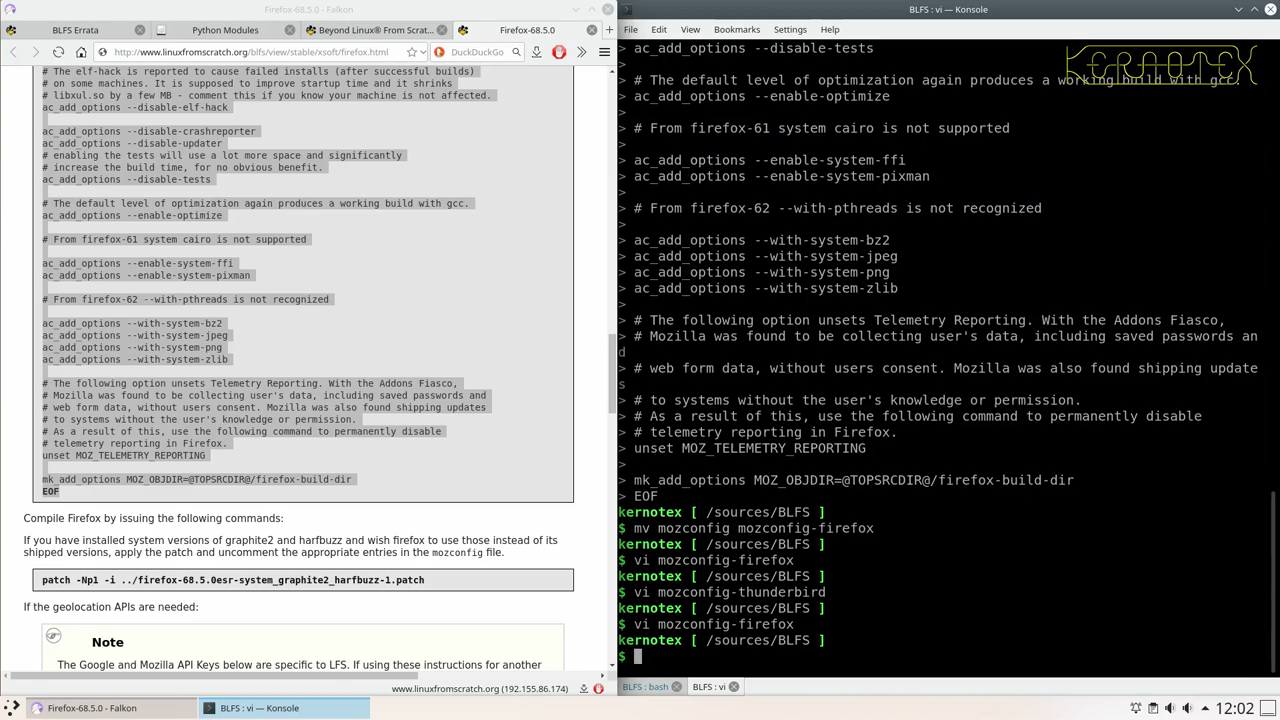 Firefox-68.5.0 - Falkon
BLFS Errata
Python Modules
Beyond Linux® From Scrat...
Firefox-68.5.0
http://www.linuxfromscratch.org/blfs/view/stable/xsoft/firefox.html
DuckDuckGo
# The elf-hack is reported to cause failed installs (after successful builds)
# on some machines. It is supposed to improve startup time and it shrinks
# libxul.so by a few MB - comment this if you know your machine is not affected.
ac_add_options --disable-elf-hack
ac_add_options --disable-crashreporter
ac_add_options --disable-updater
# enabling the tests will use a lot more space and significantly
# increase the build time, for no obvious benefit.
ac_add_options --disable-tests
# The default level of optimization again produces a working build with gcc.
ac_add_options --enable-optimize
# From firefox-61 system cairo is not supported
ac_add_options --enable-system-ffi
ac_add_options --enable-system-pixman
# From firefox-62 --with-pthreads is not recognized
ac_add_options --with-system-bz2
ac_add_options --with-system-jpeg
ac_add_options --with-system-png
ac_add_options --with-system-zlib
# The following option unsets Telemetry Reporting. With the Addons Fiasco,
# Mozilla was found to be collecting user's data, including saved passwords and
# web form data, without users consent. Mozilla was also found shipping updates
# to systems without the user's knowledge or permission.
# As a result of this, use the following command to permanently disable
# telemetry reporting in Firefox.
unset MOZ_TELEMETRY_REPORTING
mk_add_options MOZ_OBJDIR=@TOPSRCDIR@/firefox-build-dir
EOF
Compile Firefox by issuing the following commands:
If you have installed system versions of graphite2 and harfbuzz and wish firefox to use those instead of its
shipped versions, apply the patch and uncomment the appropriate entries in the mozconfig file.
patch -Np1 -i ../firefox-68.5.0esr-system_graphite2_harfbuzz-1.patch
If the geolocation APIs are needed:
Note
The Google and Mozilla API Keys below are specific to LFS. If using these instructions for another
www.linuxfromscratch.org (192.155.86.174)
BLFS : vi — Konsole
File Edit View Bookmarks Settings Help
KERNOTEX
> ac_add_options --disable-tests
>
> # The default level of optimization again produces a working build with gcc.
> ac_add_options --enable-optimize
>
> # From firefox-61 system cairo is not supported
>
> ac_add_options --enable-system-ffi
> ac_add_options --enable-system-pixman
>
> # From firefox-62 --with-pthreads is not recognized
>
> ac_add_options --with-system-bz2
> ac_add_options --with-system-jpeg
> ac_add_options --with-system-png
> ac_add_options --with-system-zlib
>
> # The following option unsets Telemetry Reporting. With the Addons Fiasco,
> # Mozilla was found to be collecting user's data, including saved passwords an
d
> # web form data, without users consent. Mozilla was also found shipping update
s
> # to systems without the user's knowledge or permission.
> # As a result of this, use the following command to permanently disable
> # telemetry reporting in Firefox.
> unset MOZ_TELEMETRY_REPORTING
>
> mk_add_options MOZ_OBJDIR=@TOPSRCDIR@/firefox-build-dir
> EOF
kernotex [ /sources/BLFS ]
$ mv mozconfig mozconfig-firefox
kernotex [ /sources/BLFS ]
$ vi mozconfig-firefox
kernotex [ /sources/BLFS ]
$ vi mozconfig-thunderbird
kernotex [ /sources/BLFS ]
$ vi mozconfig-firefox
kernotex [ /sources/BLFS ]
$
BLFS : bash
BLFS : vi
Firefox-68.5.0 - Falkon
BLFS : vi — Konsole
12:02